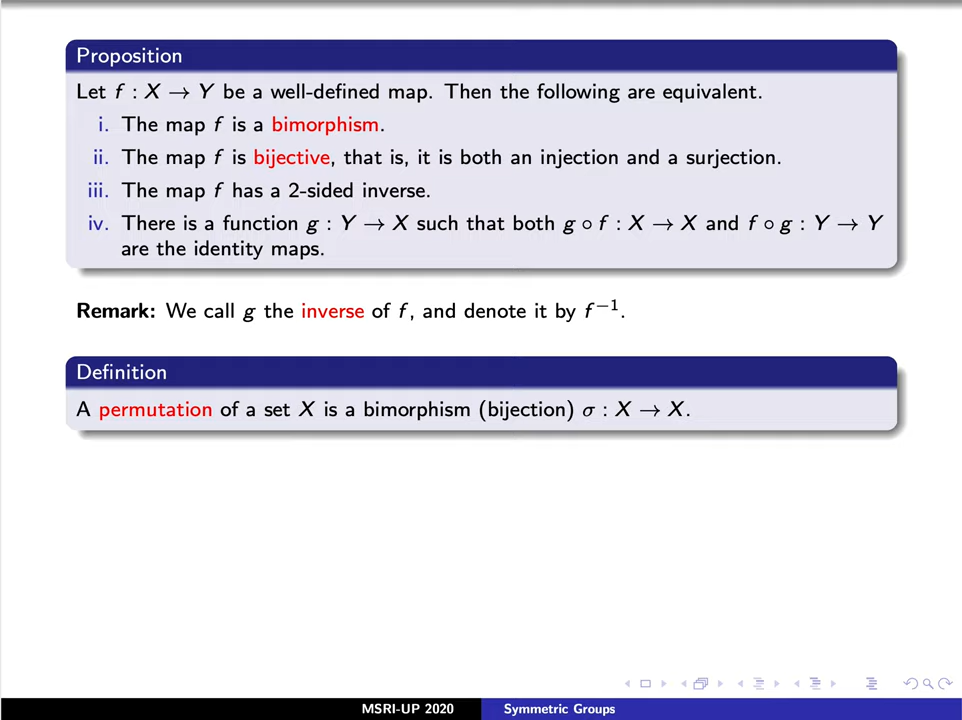 Proposition
Let f : X → Y be a well-defined map. Then the following are equivalent.
i. The map f is a bimorphism.
ii. The map f is bijective, that is, it is both an injection and a surjection.
iii. The map f has a 2-sided inverse.
iv. There is a function g : Y → X such that both g ∘ f : X → X and f ∘ g : Y → Y
are the identity maps.
Remark: We call g the inverse of f, and denote it by f⁻¹.
Definition
A permutation of a set X is a bimorphism (bijection) σ : X → X.
MSRI-UP 2020 Symmetric Groups